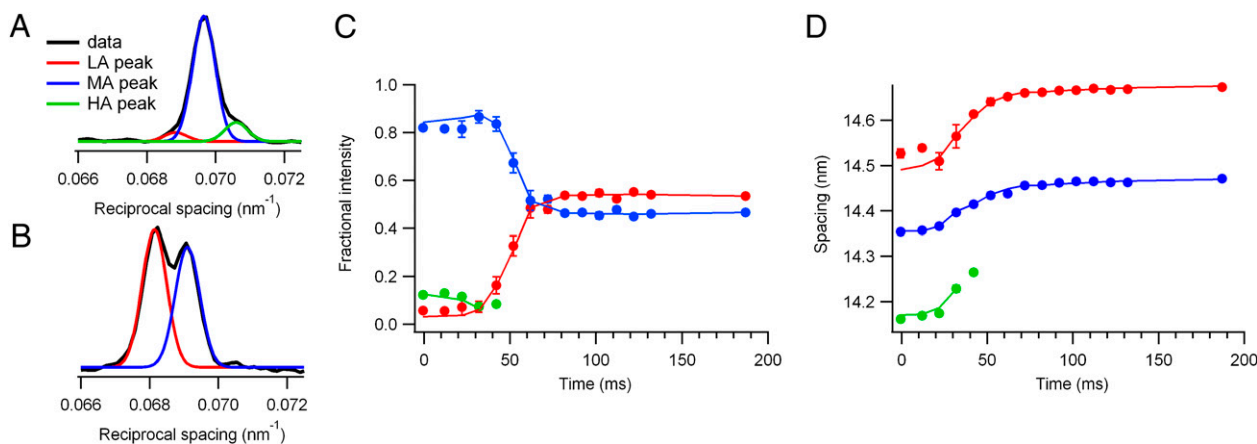 A
data
LA peak
MA peak
HA peak
0.066 0.068 0.070 0.072
Reciprocal spacing (nm-1)
B
0.066 0.068 0.070 0.072
Reciprocal spacing (nm-1)
C
Fractional intensity
1.0
0.8
0.6
0.4
0.2
0.0
0 50 100 150 200
Time (ms)
D
Spacing (nm)
14.6
14.5
14.4
14.3
14.2
0 50 100 150 200
Time (ms)